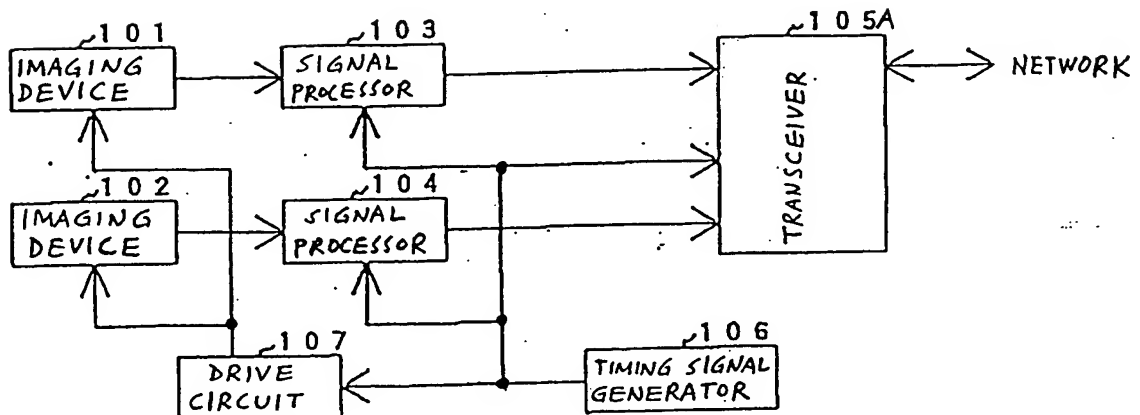 101
IMAGING
DEVICE
103
SIGNAL
PROCESSOR
105A
TRANSCEIVER
NETWORK
102
IMAGING
DEVICE
104
SIGNAL
PROCESSOR
107
DRIVE
CIRCUIT
106
TIMING SIGNAL
GENERATOR